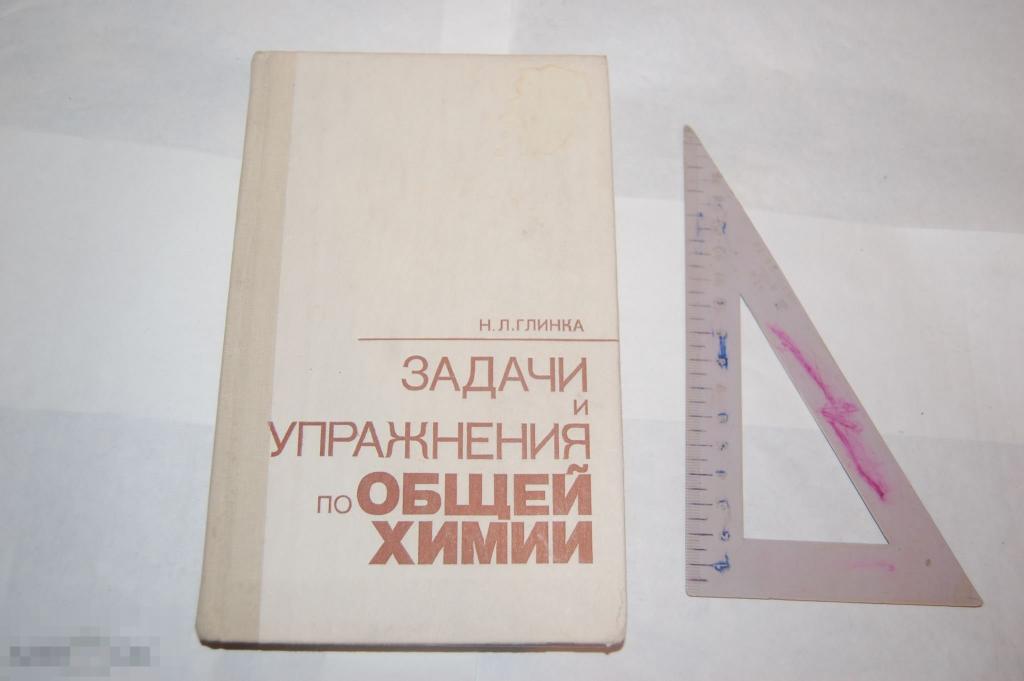 Н.Л.ГЛИНКА
ЗАДАЧИ
и
УПРАЖНЕНИЯ
ПО ОБЩЕЙ
ХИМИИ